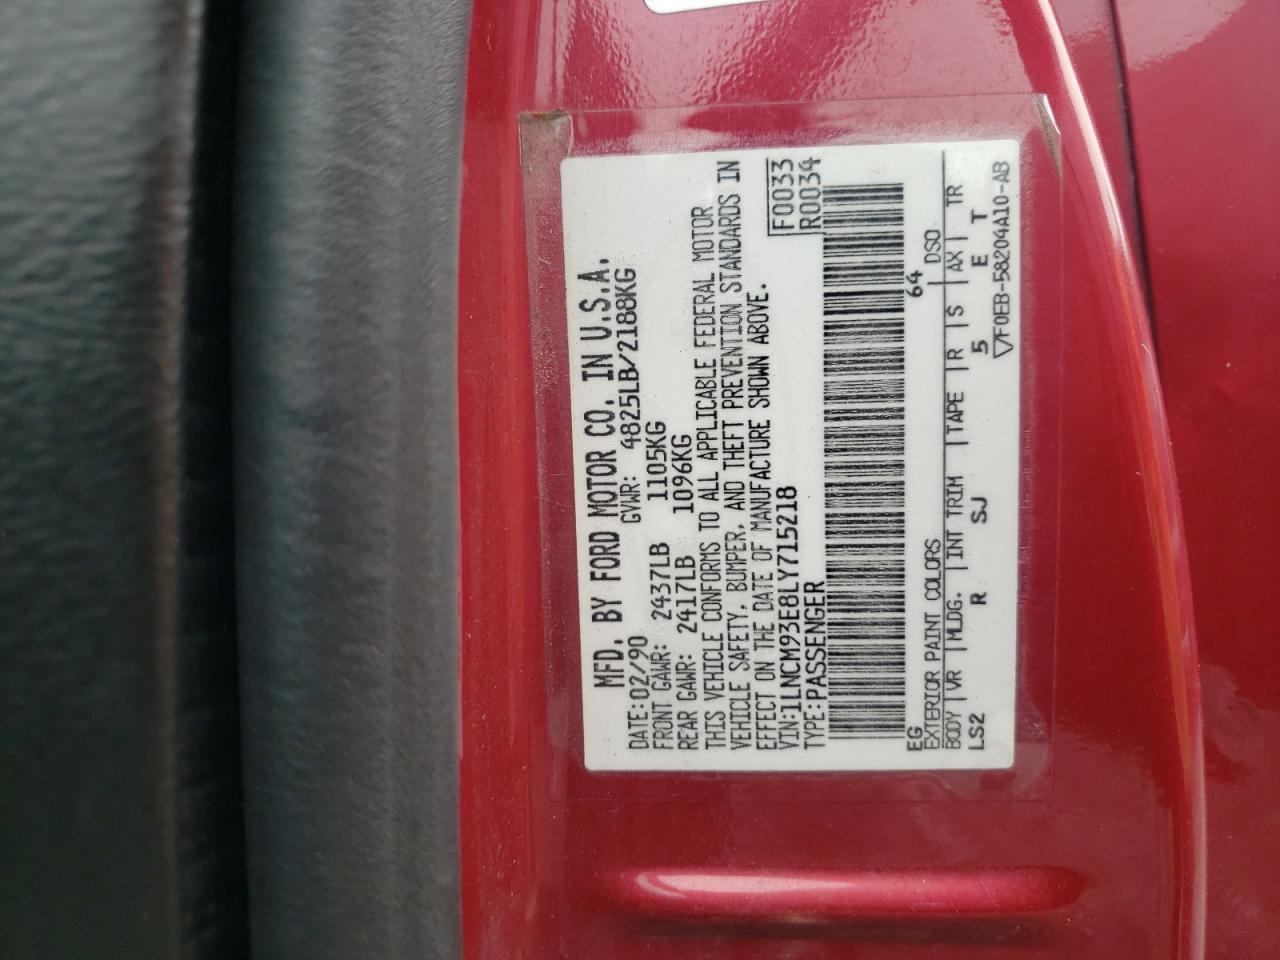 MFD. BY FORD MOTOR CO. IN U.S.A.
DATE: 02/90 GVWR: 4825LB/2188KG
FRONT GAWR: 2437LB 1105KG
REAR GAWR: 2417LB 1096KG
THIS VEHICLE CONFORMS TO ALL APPLICABLE FEDERAL MOTOR
VEHICLE SAFETY, BUMPER, AND THEFT PREVENTION STANDARDS IN
EFFECT ON THE DATE OF MANUFACTURE SHOWN ABOVE.
VIN: 1LNCM93E8LY715218 F0033
TYPE: PASSENGER R0034
EG 64
EXTERIOR PAINT COLORS DSO
BODY VR MLDG. INT TRIM TAPE R S AX TR
LS2 R SJ 5 E T
▽F0EB-58204A10-AB